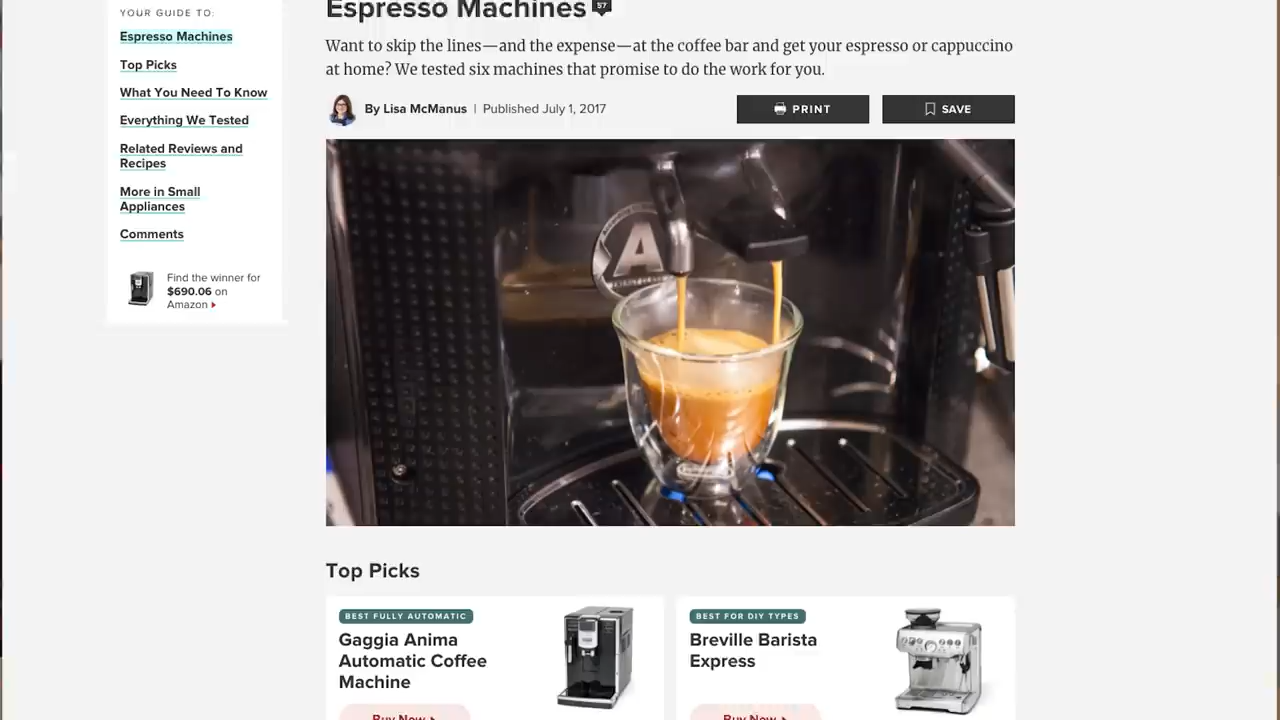 YOUR GUIDE TO:
Espresso Machines
Top Picks
What You Need To Know
Everything We Tested
Related Reviews and
Recipes
More in Small
Appliances
Comments
Find the winner for
$690.06 on
Amazon
Espresso Machines 57
Want to skip the lines—and the expense—at the coffee bar and get your espresso or cappuccino
at home? We tested six machines that promise to do the work for you.
By Lisa McManus | Published July 1, 2017
PRINT
SAVE
A
Top Picks
BEST FULLY AUTOMATIC
Gaggia Anima
Automatic Coffee
Machine
Buy Now
BEST FOR DIY TYPES
Breville Barista
Express
Buy Now